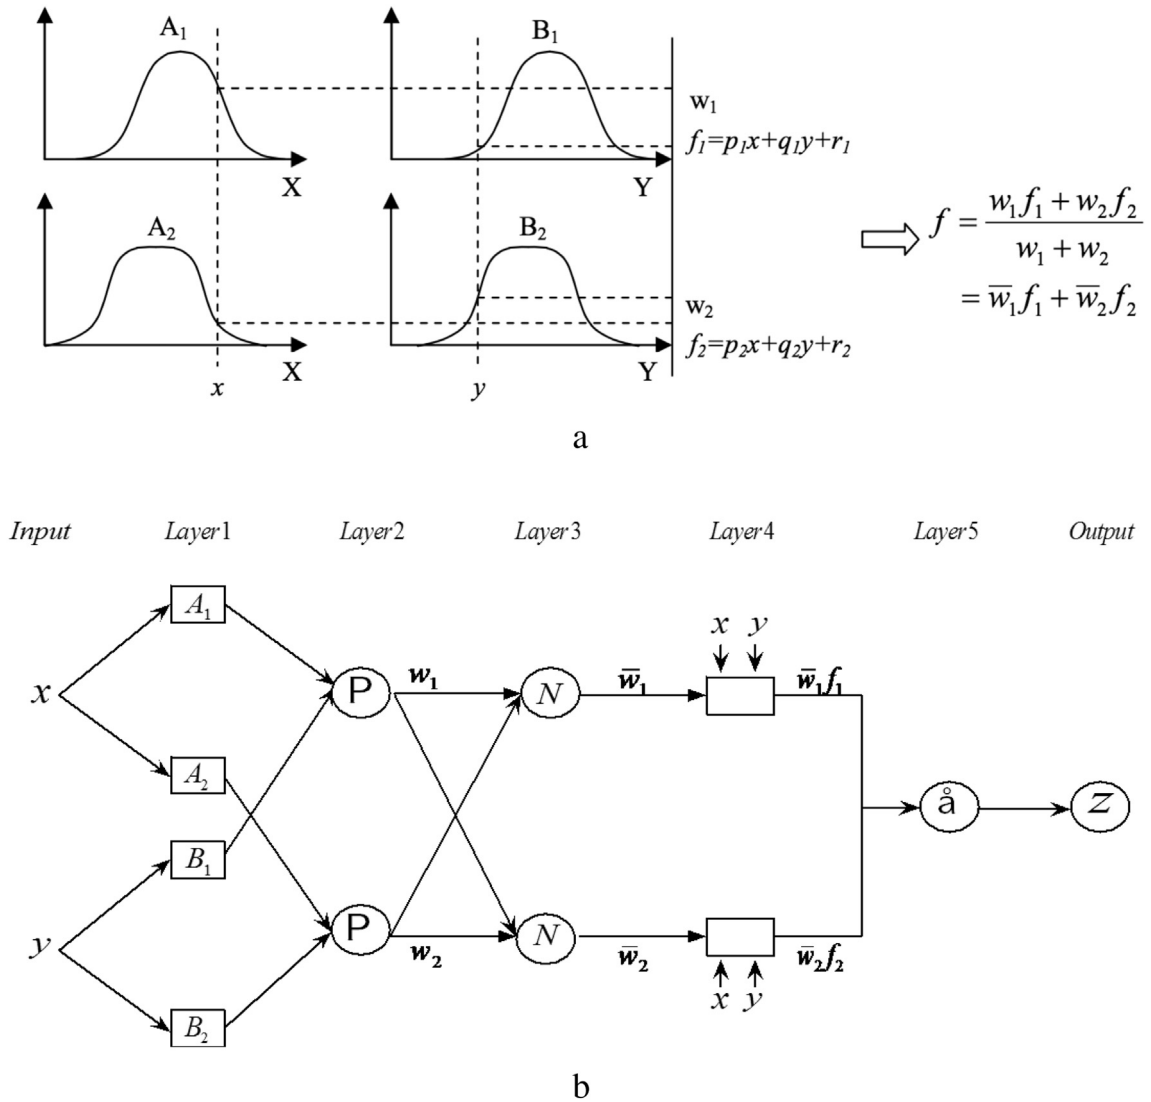 A₁
B₁
w₁
f₁=p₁x+q₁y+r₁
X
Y
A₂
B₂
w₂
f₂=p₂x+q₂y+r₂
X
Y
x
y
f = (w₁f₁ + w₂f₂) / (w₁ + w₂)
= w̅₁f₁ + w̅₂f₂
a
Input Layer1 Layer2 Layer3 Layer4 Layer5 Output
A₁
x y
x
P
w₁
N
w̅₁
w̅₁f₁
A₂
å
Z
B₁
y
P
w₂
N
w̅₂
w̅₂f₂
x y
B₂
b